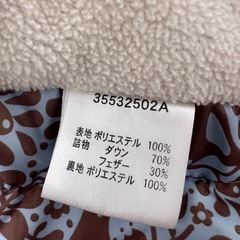 35532502A
表地 ポリエステル 100%
詰物 ダウン 70%
フェザー 30%
裏地 ポリエステル 100%